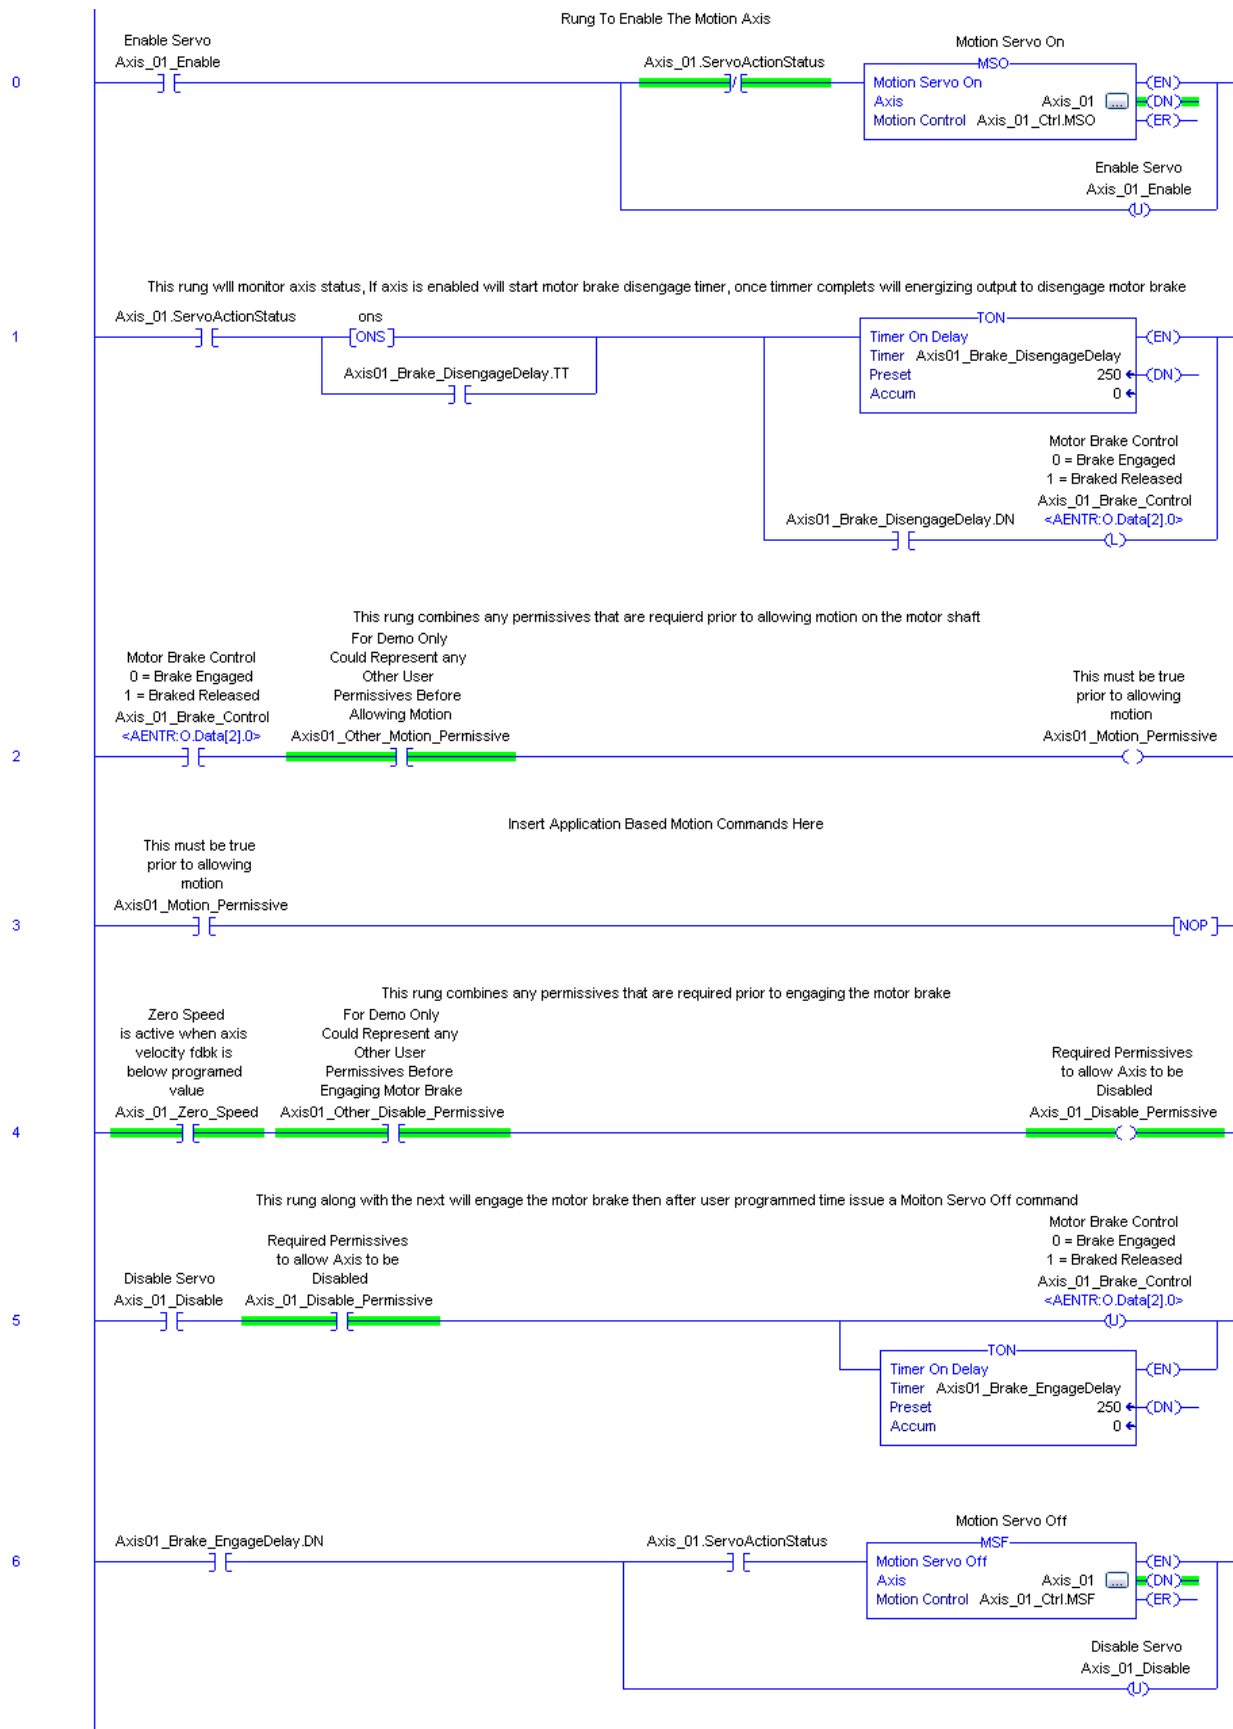 Rung To Enable The Motion Axis
Enable Servo
Axis_01_Enable
Axis_01.ServoActionStatus
Motion Servo On
0
MSO
Motion Servo On
Axis Axis_01 ...
Motion Control Axis_01_Ctrl.MSO
(EN)
(DN)
(ER)
Enable Servo
Axis_01_Enable
(U)
This rung will monitor axis status, If axis is enabled will start motor brake disengage timer, once timmer complets will energizing output to disengage motor brake
Axis_01.ServoActionStatus
ons
1
[ONS]
Axis01_Brake_DisengageDelay.TT
TON
Timer On Delay
Timer Axis01_Brake_DisengageDelay
Preset 250
Accum 0
(EN)
(DN)
Motor Brake Control
0 = Brake Engaged
1 = Braked Released
Axis_01_Brake_Control
<AENTR:O.Data[2].0>
Axis01_Brake_DisengageDelay.DN
(L)
This rung combines any permissives that are requierd prior to allowing motion on the motor shaft
Motor Brake Control
0 = Brake Engaged
1 = Braked Released
Axis_01_Brake_Control
<AENTR:O.Data[2].0>
For Demo Only
Could Represent any
Other User
Permissives Before
Allowing Motion
Axis01_Other_Motion_Permissive
This must be true
prior to allowing
motion
Axis01_Motion_Permissive
2
Insert Application Based Motion Commands Here
This must be true
prior to allowing
motion
Axis01_Motion_Permissive
3
[NOP]
This rung combines any permissives that are required prior to engaging the motor brake
Zero Speed
is active when axis
velocity fdbk is
below programed
value
Axis_01_Zero_Speed
For Demo Only
Could Represent any
Other User
Permissives Before
Engaging Motor Brake
Axis01_Other_Disable_Permissive
Required Permissives
to allow Axis to be
Disabled
Axis_01_Disable_Permissive
4
This rung along with the next will engage the motor brake then after user programmed time issue a Moiton Servo Off command
Disable Servo
Axis_01_Disable
Required Permissives
to allow Axis to be
Disabled
Axis_01_Disable_Permissive
Motor Brake Control
0 = Brake Engaged
1 = Braked Released
Axis_01_Brake_Control
<AENTR:O.Data[2].0>
5
(U)
TON
Timer On Delay
Timer Axis01_Brake_EngageDelay
Preset 250
Accum 0
(EN)
(DN)
Axis01_Brake_EngageDelay.DN
Axis_01.ServoActionStatus
Motion Servo Off
6
MSF
Motion Servo Off
Axis Axis_01 ...
Motion Control Axis_01_Ctrl.MSF
(EN)
(DN)
(ER)
Disable Servo
Axis_01_Disable
(U)